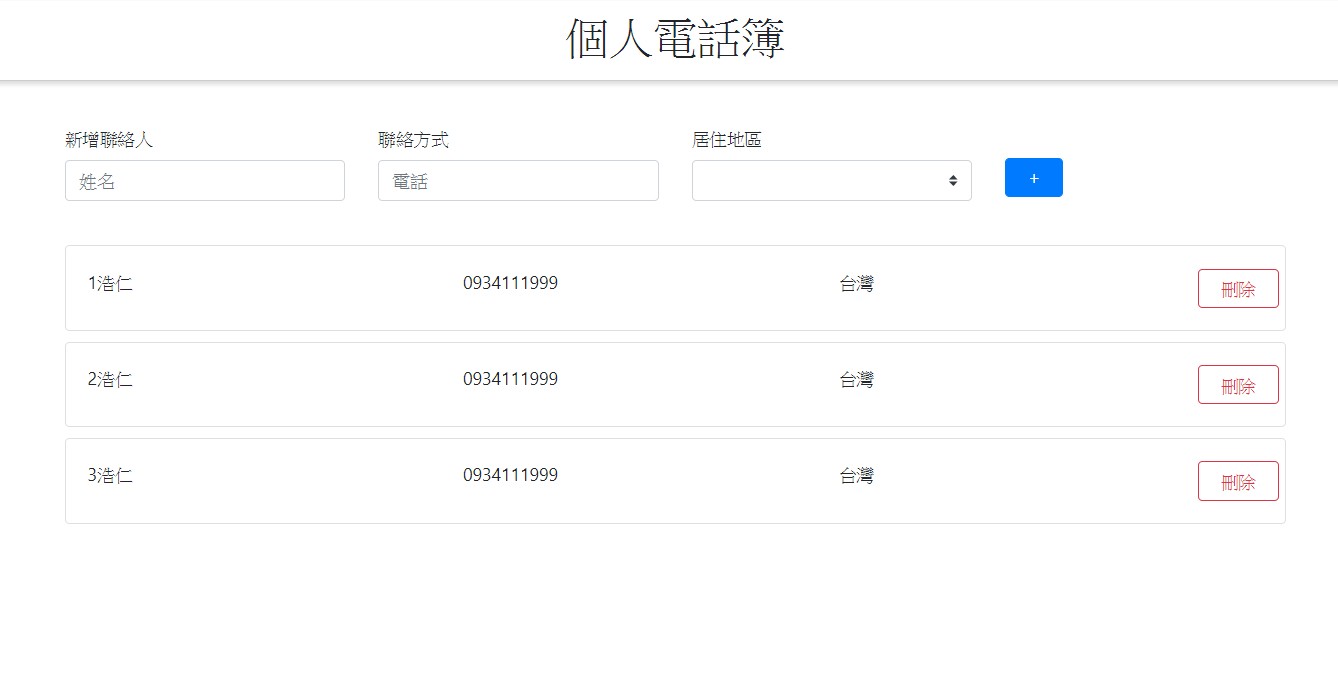 個人電話簿
新增聯絡人 聯絡方式 居住地區
姓名 電話 +
1浩仁 0934111999 台灣 刪除
2浩仁 0934111999 台灣 刪除
3浩仁 0934111999 台灣 刪除